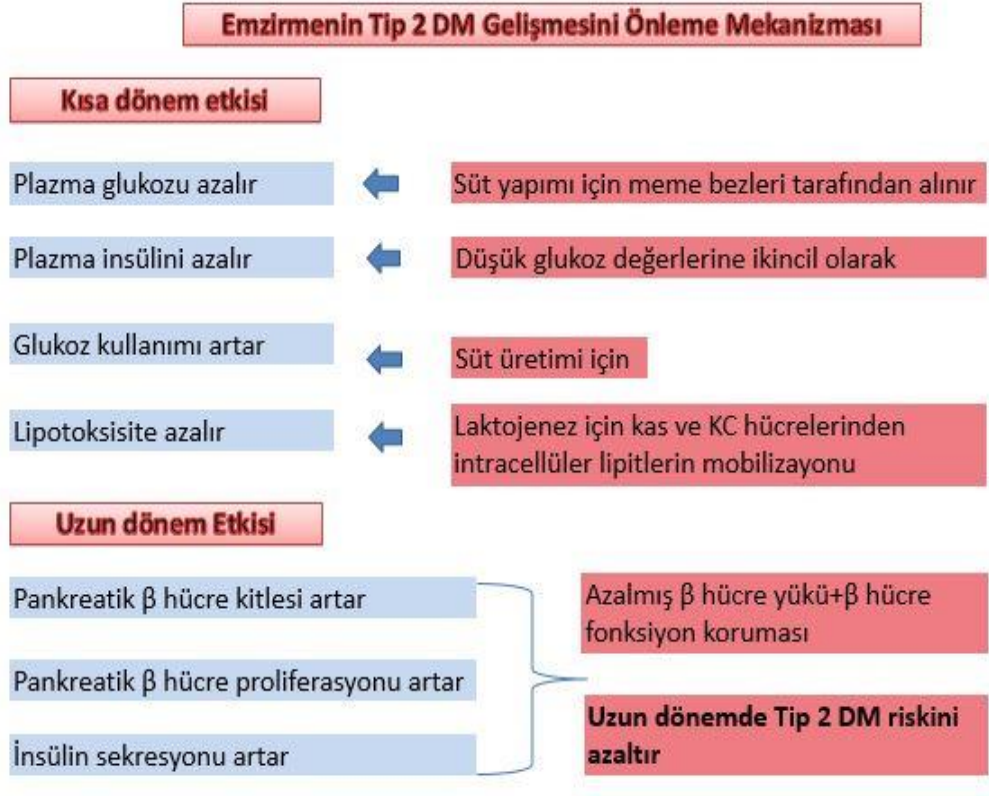 Emzirmenin Tip 2 DM Gelişmesini Önleme Mekanizması
Kısa dönem etkisi
Plazma glukozu azalır
Süt yapımı için meme bezleri tarafından alınır
Plazma insülini azalır
Düşük glukoz değerlerine ikincil olarak
Glukoz kullanımı artar
Süt üretimi için
Lipotoksisite azalır
Laktojenez için kas ve KC hücrelerinden
intracellüler lipitlerin mobilizayonu
Uzun dönem Etkisi
Pankreatik β hücre kitlesi artar
Pankreatik β hücre proliferasyonu artar
İnsülin sekresyonu artar
Azalmış β hücre yükü+β hücre
fonksiyon koruması
Uzun dönemde Tip 2 DM riskini
azaltır